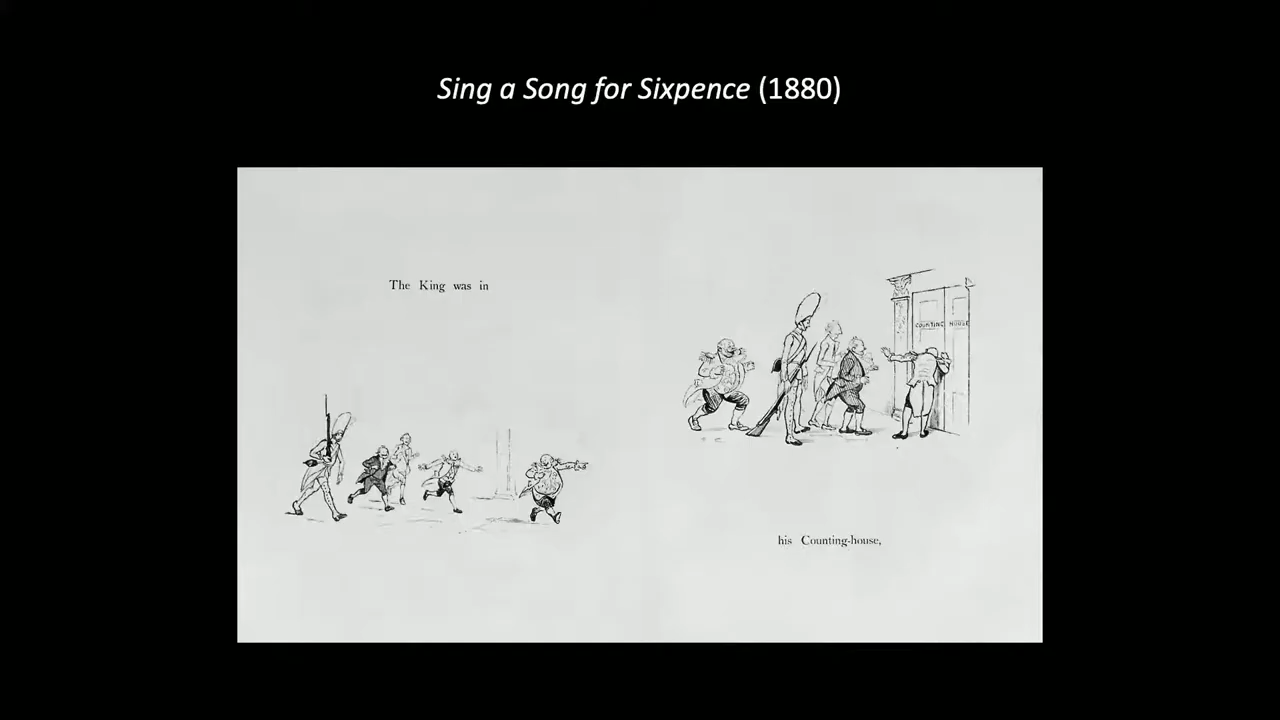 Sing a Song for Sixpence (1880)
The King was in
COUNTING HOUSE
his Counting-house,